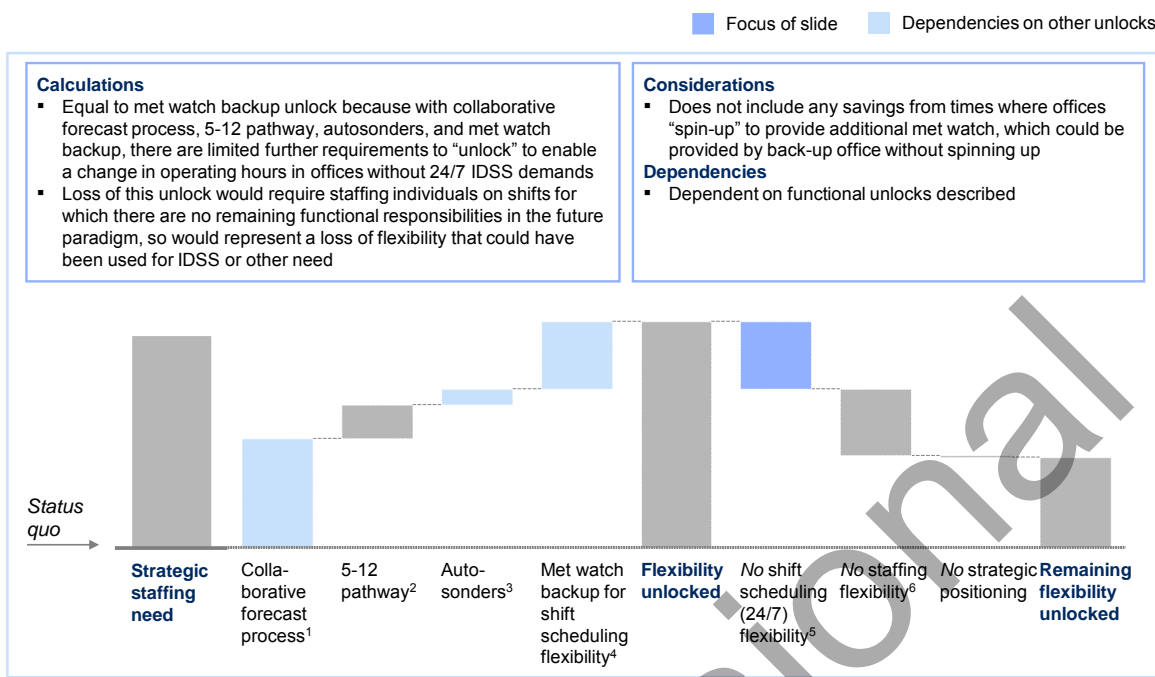 Focus of slide
Dependencies on other unlocks
Calculations
▪ Equal to met watch backup unlock because with collaborative
forecast process, 5-12 pathway, autosonders, and met watch
backup, there are limited further requirements to “unlock” to enable
a change in operating hours in offices without 24/7 IDSS demands
▪ Loss of this unlock would require staffing individuals on shifts for
which there are no remaining functional responsibilities in the future
paradigm, so would represent a loss of flexibility that could have
been used for IDSS or other need
Considerations
▪ Does not include any savings from times where offices
“spin-up” to provide additional met watch, which could be
provided by back-up office without spinning up
Dependencies
▪ Dependent on functional unlocks described
Status
quo
Strategic
staffing
need
Colla-
borative
forecast
process¹
5-12
pathway²
Auto-
sonders³
Met watch
backup for
shift
scheduling
flexibility⁴
Flexibility
unlocked
No shift
scheduling
(24/7)
flexibility⁵
No staffing
flexibility⁶
No strategic
positioning
Remaining
flexibility
unlocked